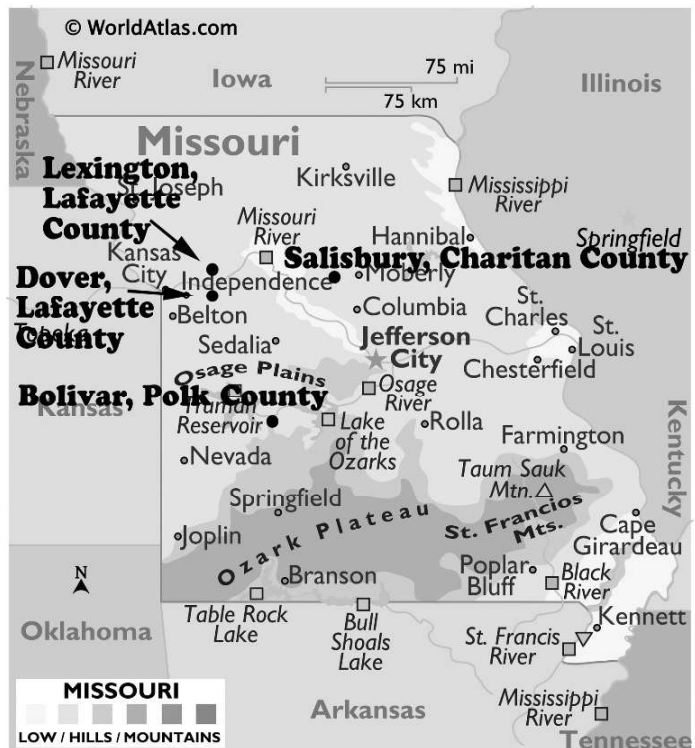 © WorldAtlas.com
Missouri
River
Iowa
75 mi
75 km
Illinois
Nebraska
Missouri
Lexington,
Lafayette
County
St. Joseph
Kirksville
Mississippi
River
Missouri
River
Hannibal
Springfield
Kansas
City
Salisbury, Charitan County
Moberly
Independence
Dover,
Lafayette
County
Topeka
Belton
Columbia
St.
Charles
St.
Louis
Sedalia
Jefferson
City
Chesterfield
Osage Plains
Osage
River
Bolivar, Polk County
Kansas
Truman
Reservoir
Lake
of the
Ozarks
Rolla
Farmington
Kentucky
Nevada
Taum Sauk
Mtn.
Springfield
Ozark Plateau
St. Francios
Mts.
Cape
Girardeau
Joplin
Branson
Poplar
Bluff
Black
River
N
Table Rock
Lake
Bull
Shoals
Lake
Kennett
Oklahoma
St. Francis
River
MISSOURI
LOW / HILLS / MOUNTAINS
Arkansas
Mississippi
River
Tennessee